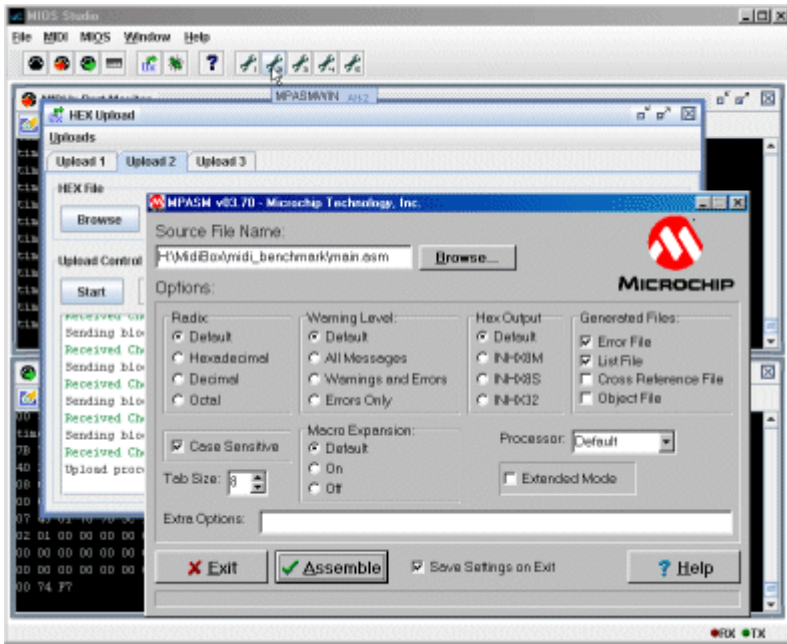 MIOS Studio
File MIDI MIOS Window Help
MPASMWIN Alt-2
HEX Upload
Uploads
Upload 1 Upload 2 Upload 3
HEX File
Browse
Upload Control
Start
Sending blo
Received Ch
Sending blo
Received Ch
Sending blo
Received Ch
Sending blo
Received Ch
Upload proc
MPASM v03.70 - Microchip Technology, Inc.
Source File Name:
H:\MidiBox\midi_benchmark\main.asm Browse...
MICROCHIP
Options:
Radix:
Default
Hexadecimal
Decimal
Octal
Warning Level:
Default
All Messages
Warnings and Errors
Errors Only
Hex Output
Default
INHX8M
INHX8S
INHX32
Generated Files:
Error File
List File
Cross Reference File
Object File
Case Sensitive
Tab Size: 8
Macro Expansion:
Default
On
Off
Processor: Default
Extended Mode
Extra Options:
Exit Assemble Save Settings on Exit Help
00 74 F7
RX TX